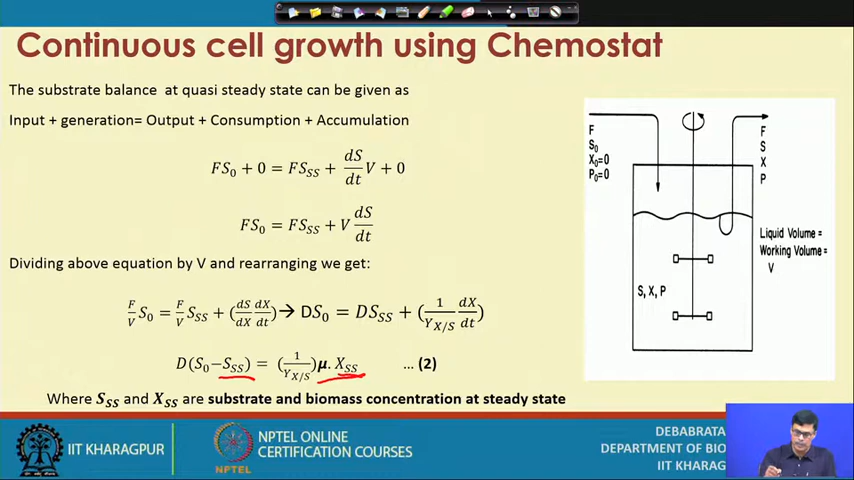 Continuous cell growth using Chemostat
The substrate balance at quasi steady state can be given as
Input + generation= Output + Consumption + Accumulation
FS₀ + 0 = FS_SS + dS/dt V + 0
FS₀ = FS_SS + V dS/dt
Dividing above equation by V and rearranging we get:
F/V S₀ = F/V S_SS + (dS/dX dX/dt) → DS₀ = DS_SS + (1/Y_X/S dX/dt)
D(S₀−S_SS) = (1/Y_X/S)μ. X_SS … (2)
Where S_SS and X_SS are substrate and biomass concentration at steady state
F
S₀
X₀=0
P₀=0
F
S
X
P
Liquid Volume =
Working Volume =
V
S, X, P
IIT KHARAGPUR
NPTEL
NPTEL ONLINE
CERTIFICATION COURSES
DEBABRATA
DEPARTMENT OF BIO
IIT KHARAG